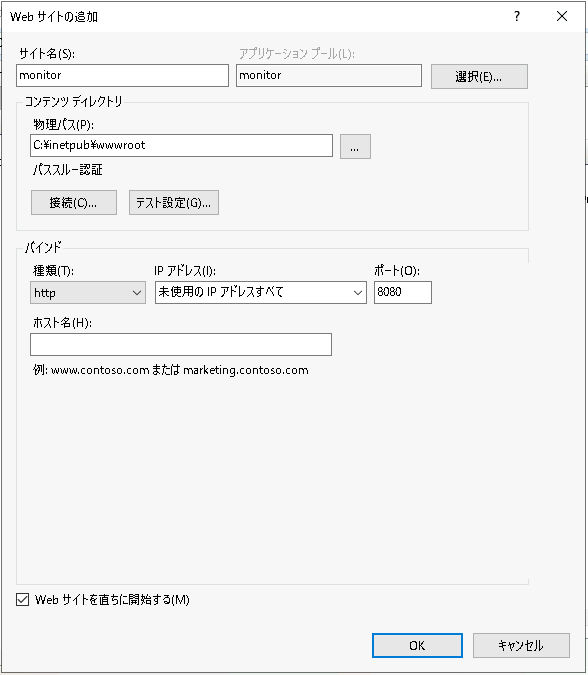 Web サイトの追加
?
サイト名(S):
アプリケーション プール(L):
monitor
monitor
選択(E)...
コンテンツ ディレクトリ
物理パス(P):
C:¥inetpub¥wwwroot
...
パススルー認証
接続(C)...
テスト設定(G)...
バインド
種類(T):
IP アドレス(I):
ポート(O):
http
未使用の IP アドレスすべて
8080
ホスト名(H):
例: www.contoso.com または marketing.contoso.com
Web サイトを直ちに開始する(M)
OK
キャンセル